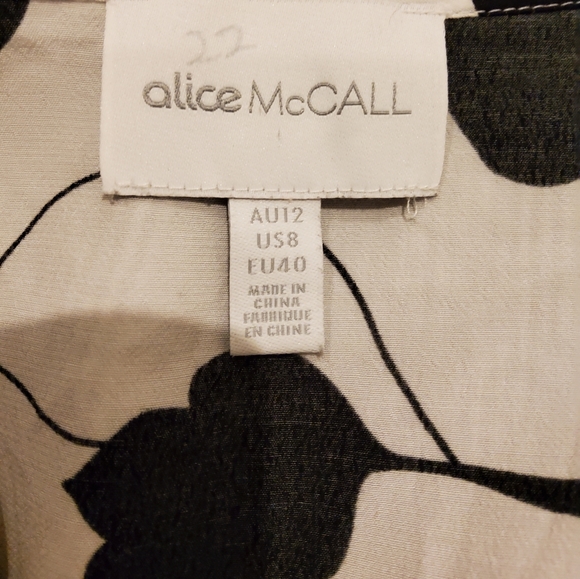 22
alice McCALL
AU12
US8
EU40
MADE IN
CHINA
FABRIQUE
EN CHINE